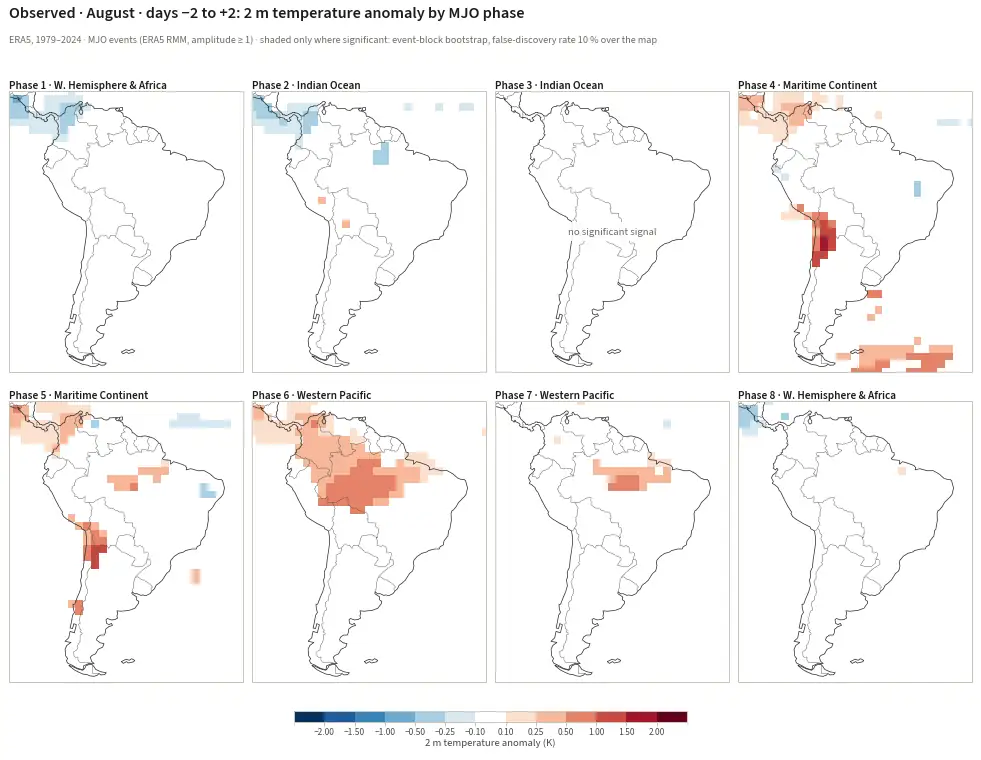 Observed · August · days −2 to +2: 2 m temperature anomaly by MJO phase
ERA5, 1979–2024 · MJO events (ERA5 RMM, amplitude ≥ 1) · shaded only where significant: event-block bootstrap, false-discovery rate 10 % over the map
Phase 1 · W. Hemisphere & Africa
Phase 2 · Indian Ocean
Phase 3 · Indian Ocean
Phase 4 · Maritime Continent
no significant signal
Phase 5 · Maritime Continent
Phase 6 · Western Pacific
Phase 7 · Western Pacific
Phase 8 · W. Hemisphere & Africa
−2.00 −1.50 −1.00 −0.50 −0.25 −0.10 0.10 0.25 0.50 1.00 1.50 2.00
2 m temperature anomaly (K)